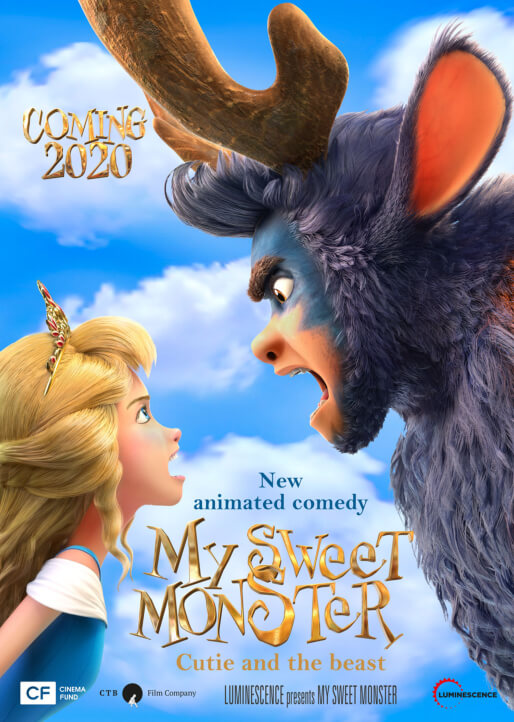 COMING
2020
New
animated comedy
MY SWEET
MONSTER
Cutie and the beast
CF CINEMA
FUND
CTB Film Company
LUMINESCENCE presents MY SWEET MONSTER
LUMINESCENCE